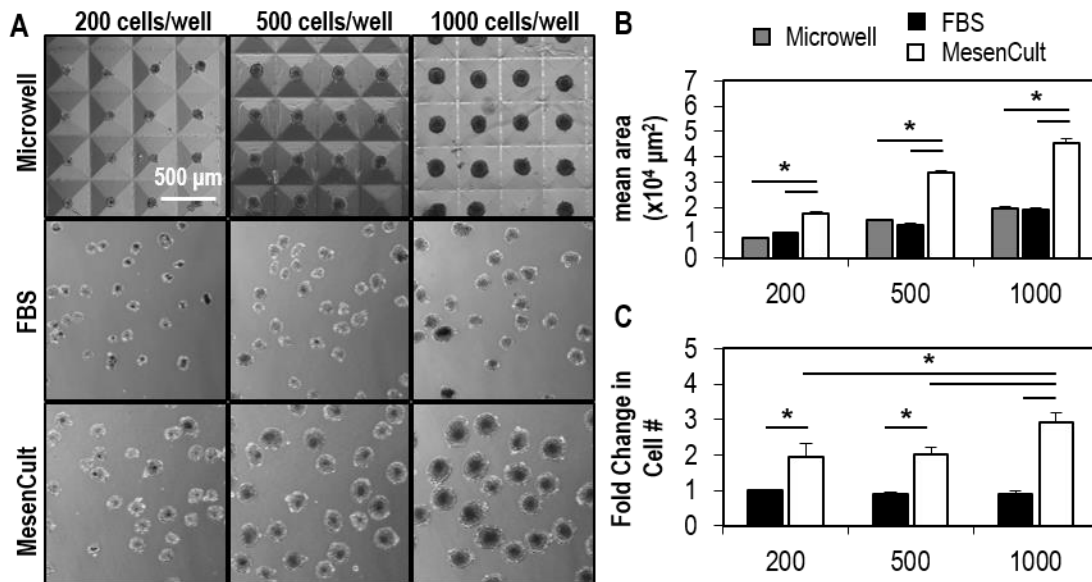 A
200 cells/well
500 cells/well
1000 cells/well
Microwell
500 µm
FBS
MesenCult
B
Microwell
FBS
MesenCult
mean area
(x10⁴ µm²)
7
6
5
4
3
2
1
0
*
*
*
200
500
1000
C
Fold Change in
Cell #
5
4
3
2
1
0
*
*
*
200
500
1000